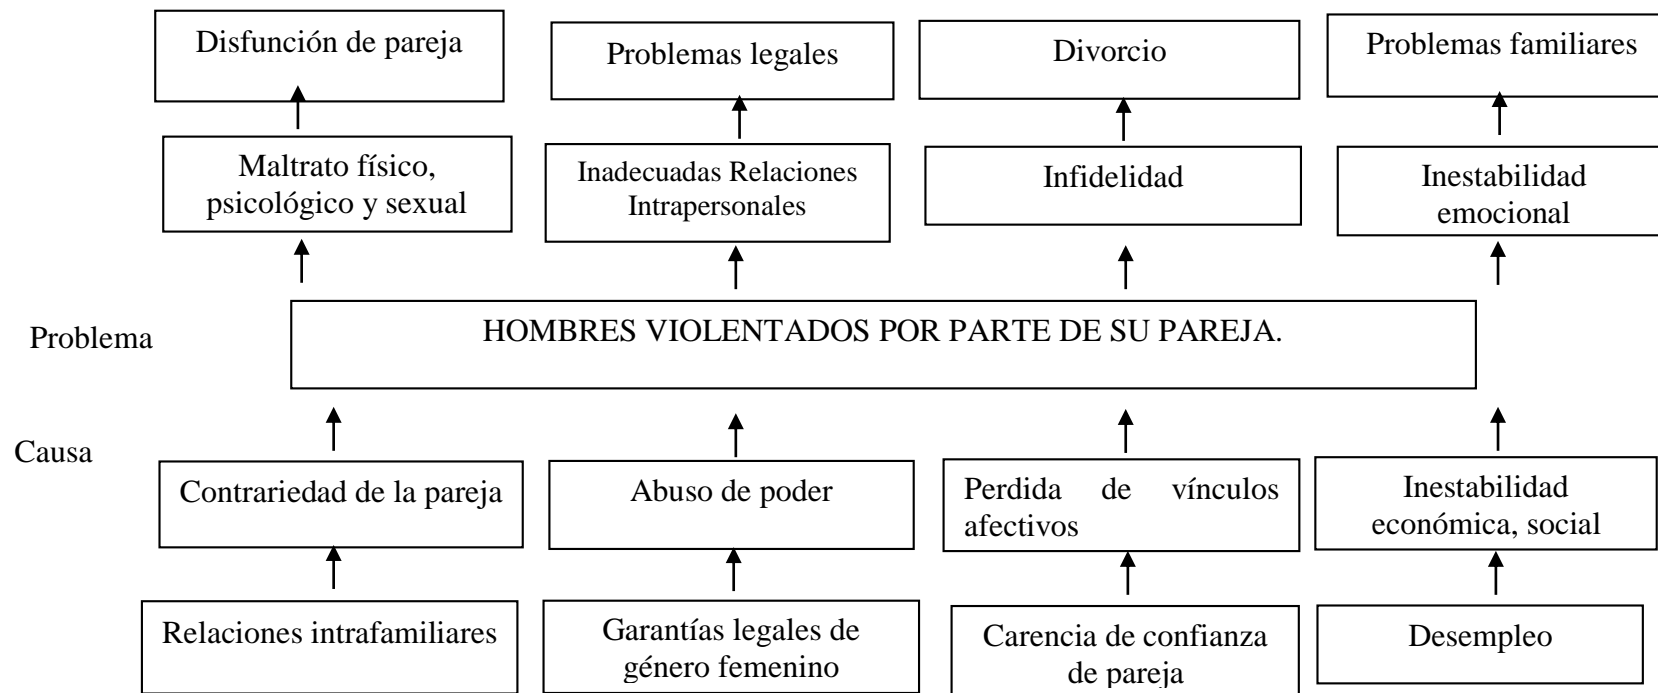 Disfunción de pareja
Problemas legales
Divorcio
Problemas familiares
Maltrato físico,
psicológico y sexual
Inadecuadas Relaciones
Intrapersonales
Infidelidad
Inestabilidad
emocional
Problema
HOMBRES VIOLENTADOS POR PARTE DE SU PAREJA.
Causa
Contrariedad de la pareja
Abuso de poder
Perdida de vínculos
afectivos
Inestabilidad
económica, social
Relaciones intrafamiliares
Garantías legales de
género femenino
Carencia de confianza
de pareja
Desempleo